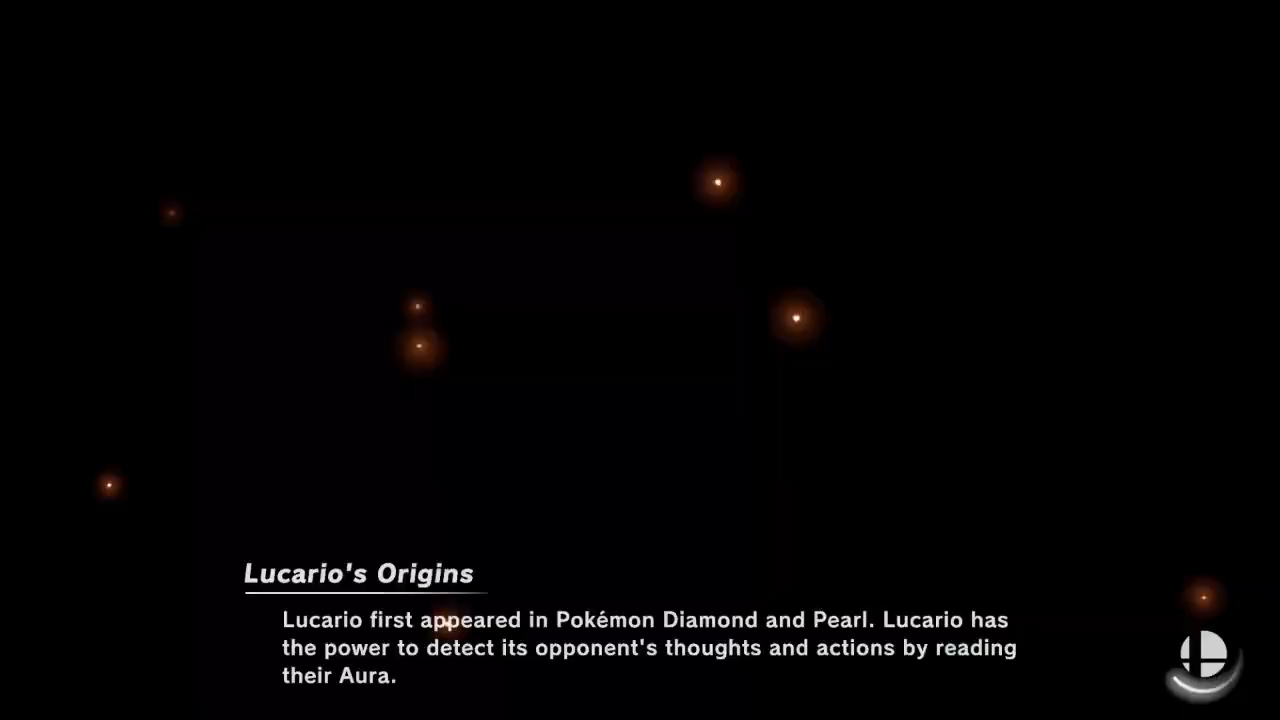 Lucario's Origins
Lucario first appeared in Pokémon Diamond and Pearl. Lucario has
the power to detect its opponent's thoughts and actions by reading
their Aura.